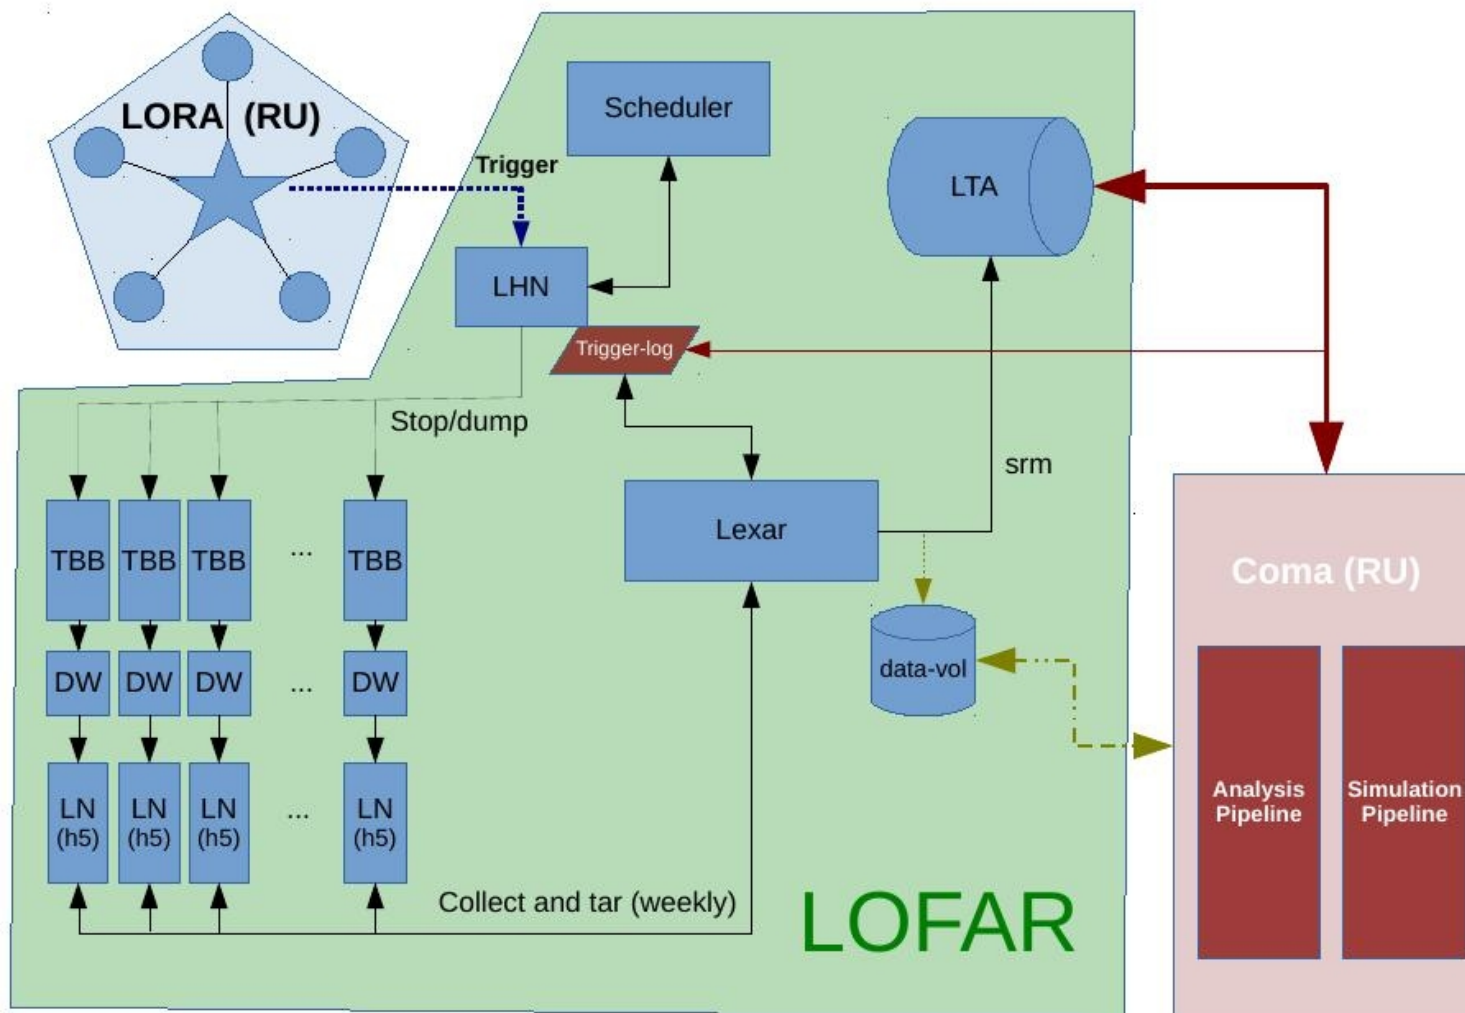 LORA (RU)
Scheduler
Trigger
LTA
LHN
Trigger-log
Stop/dump
srm
Lexar
TBB TBB TBB ... TBB
Coma (RU)
DW DW DW ... DW
data-vol
LN LN LN ... LN
(h5) (h5) (h5) (h5)
Analysis
Pipeline
Simulation
Pipeline
Collect and tar (weekly)
LOFAR